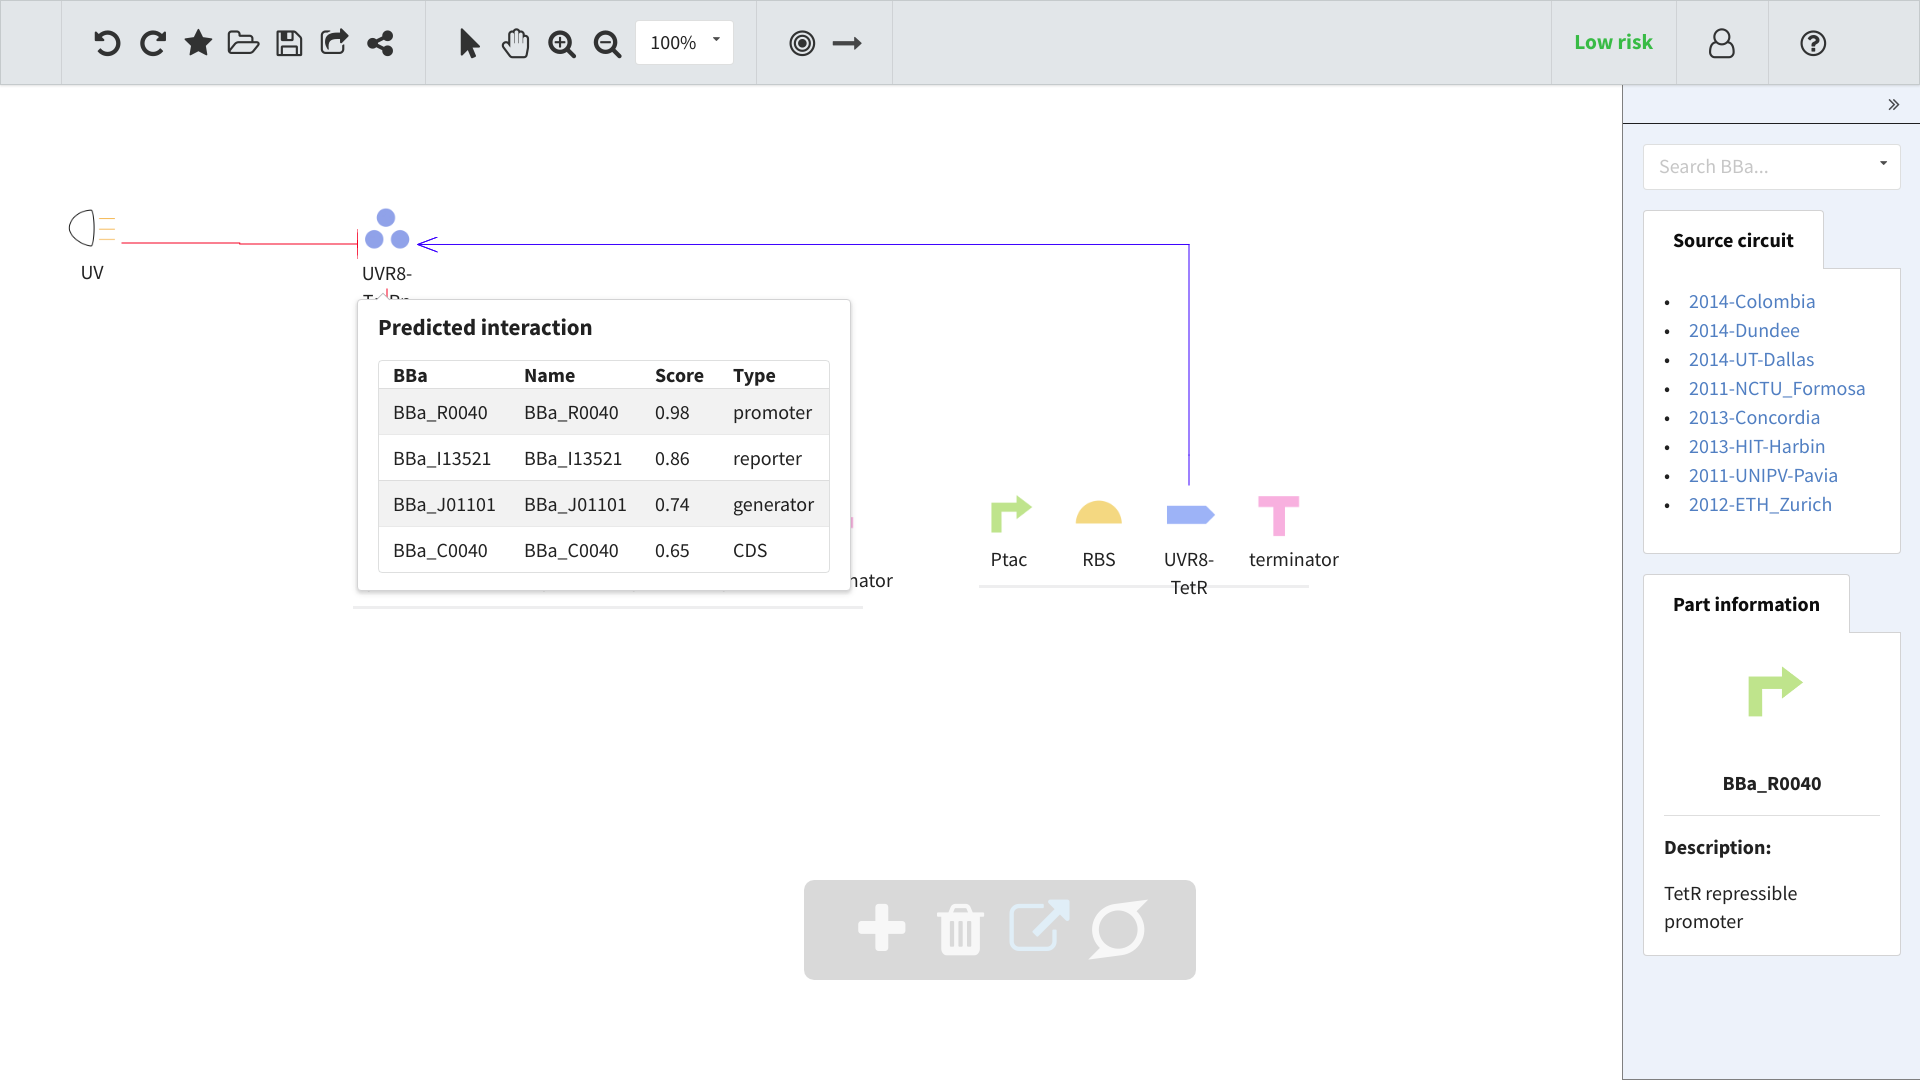 100%
Low risk
Search BBa...
Source circuit
2014-Colombia
2014-Dundee
2014-UT-Dallas
2011-NCTU_Formosa
2013-Concordia
2013-HIT-Harbin
2011-UNIPV-Pavia
2012-ETH_Zurich
Part information
BBa_R0040
Description:
TetR repressible
promoter
UV
UVR8-
Predicted interaction
BBa Name Score Type
BBa_R0040 BBa_R0040 0.98 promoter
BBa_I13521 BBa_I13521 0.86 reporter
BBa_J01101 BBa_J01101 0.74 generator
BBa_C0040 BBa_C0040 0.65 CDS
nator
Ptac RBS UVR8- terminator
TetR